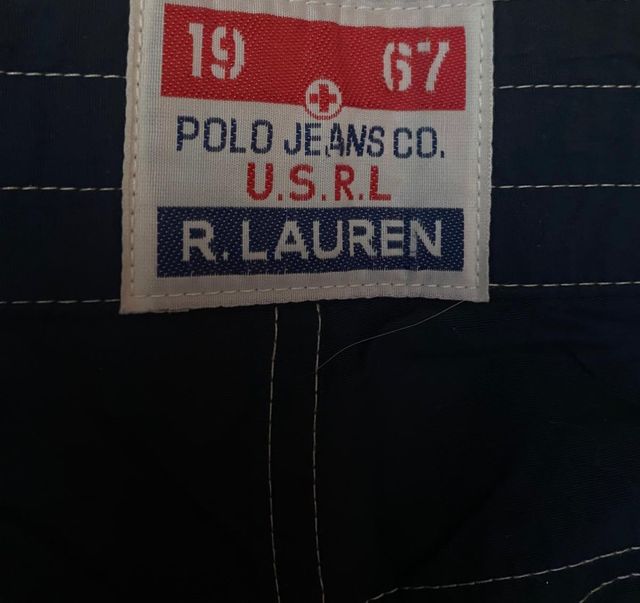 19 67
POLO JEANS CO.
U.S.R.L
R. LAUREN